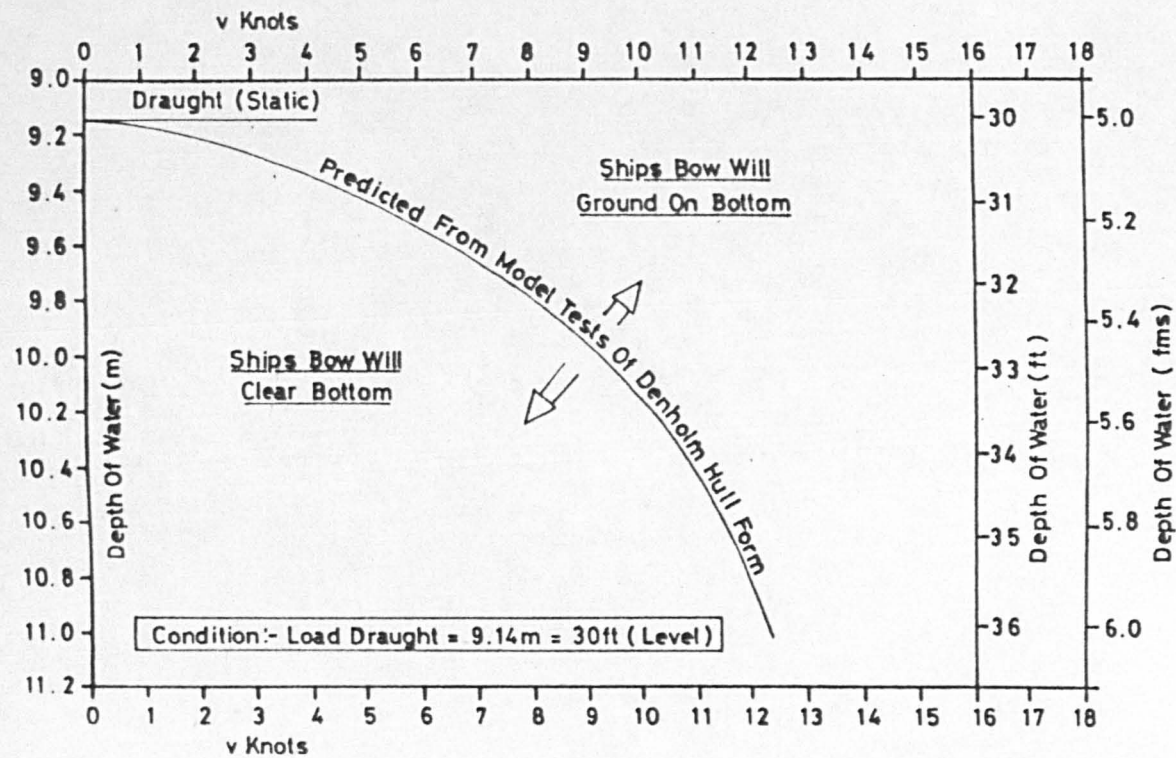 v Knots
0 1 2 3 4 5 6 7 8 9 10 11 12 13 14 15 16 17 18
9.0
Draught (Static)
9.2
9.4
9.6
9.8
10.0
10.2
10.4
10.6
10.8
11.0
11.2
Depth Of Water (m)
Predicted From Model Tests Of Denholm Hull Form
Ships Bow Will
Ground On Bottom
Ships Bow Will
Clear Bottom
Condition:- Load Draught = 9.14m = 30ft (Level)
30
31
32
33
34
35
36
Depth Of Water (ft)
5.0
5.2
5.4
5.6
5.8
6.0
Depth Of Water (fms)
0 1 2 3 4 5 6 7 8 9 10 11 12 13 14 15 16 17 18
v Knots